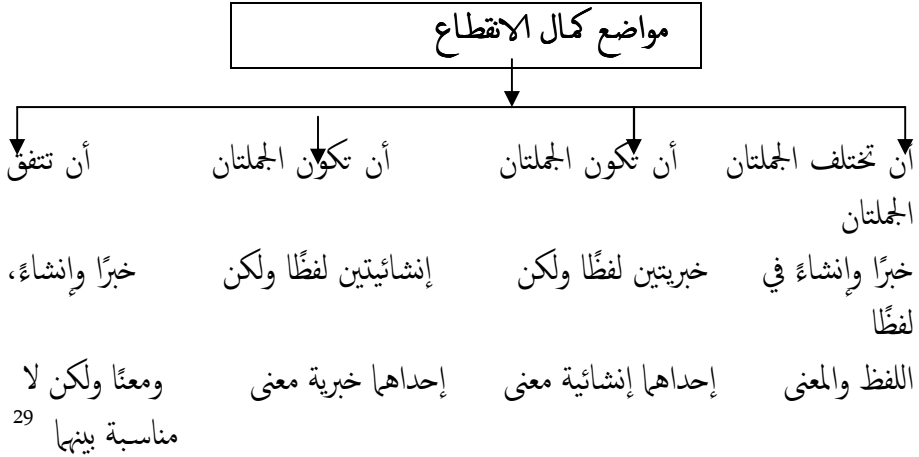 مواضع كمال الانقطاع
أن تختلف الجملتان أن تكون الجملتان أن تكون الجملتان أن تتفق
الجملتان
خبرًا وإنشاءً في خبريتين لفظًا ولكن إنشائيتين لفظًا ولكن خبرًا وإنشاءً،
لفظًا
اللفظ والمعنى إحداهما إنشائية معنى إحداهما خبرية معنى ومعنًا ولكن لا
مناسبة بينهما 29